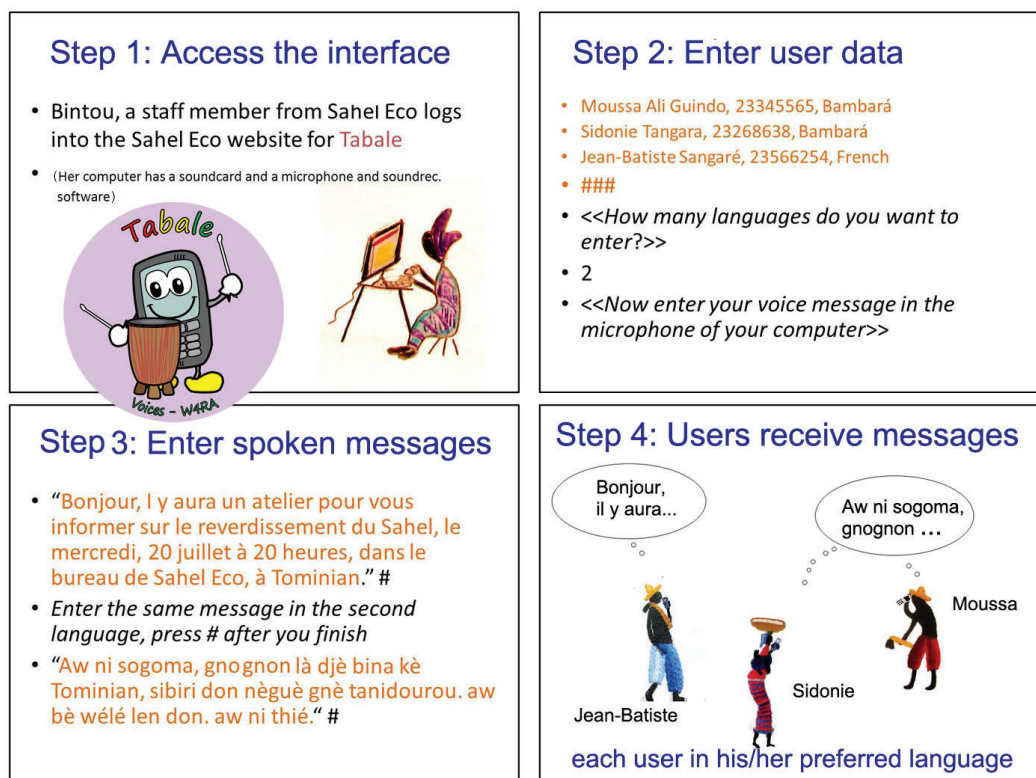 Step 1: Access the interface
• Bintou, a staff member from Sahel Eco logs
into the Sahel Eco website for Tabale
• (Her computer has a soundcard and a microphone and soundrec.
software)
Tabale
Voices - W4RA
Step 2: Enter user data
• Moussa Ali Guindo, 23345565, Bambará
• Sidonie Tangara, 23268638, Bambará
• Jean-Batiste Sangaré, 23566254, French
• ###
• <<How many languages do you want to
enter?>>
• 2
• <<Now enter your voice message in the
microphone of your computer>>
Step 3: Enter spoken messages
• “Bonjour, I y aura un atelier pour vous
informer sur le reverdissement du Sahel, le
mercredi, 20 juillet à 20 heures, dans le
bureau de Sahel Eco, à Tominian.” #
• Enter the same message in the second
language, press # after you finish
• “Aw ni sogoma, gnognon là djè bina kè
Tominian, sibiri don nèguè gnè tanidourou. aw
bè wélé len don. aw ni thié.“ #
Step 4: Users receive messages
Bonjour,
il y aura...
Aw ni sogoma,
gnognon ...
Moussa
Sidonie
Jean-Batiste
each user in his/her preferred language